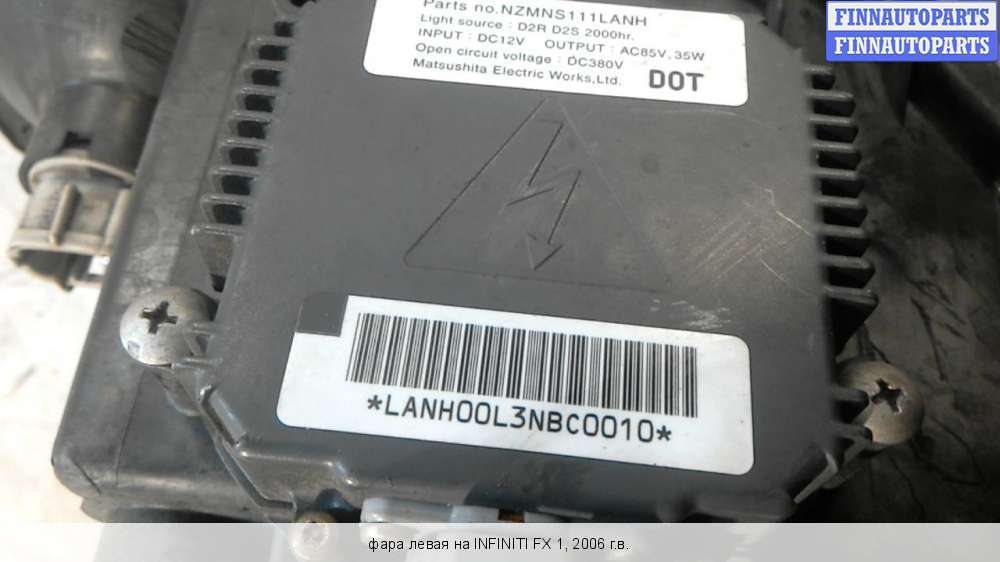 Parts no.NZMNS111LANH
Light source : D2R D2S 2000hr.
INPUT : DC12V OUTPUT : AC85V, 35W
Open circuit voltage : DC380V
Matsushita Electric Works,Ltd. DOT
*LANH00L3NBC0010*
FINNAUTOPARTS
FINNAUTOPARTS
фара левая на INFINITI FX 1, 2006 г.в.